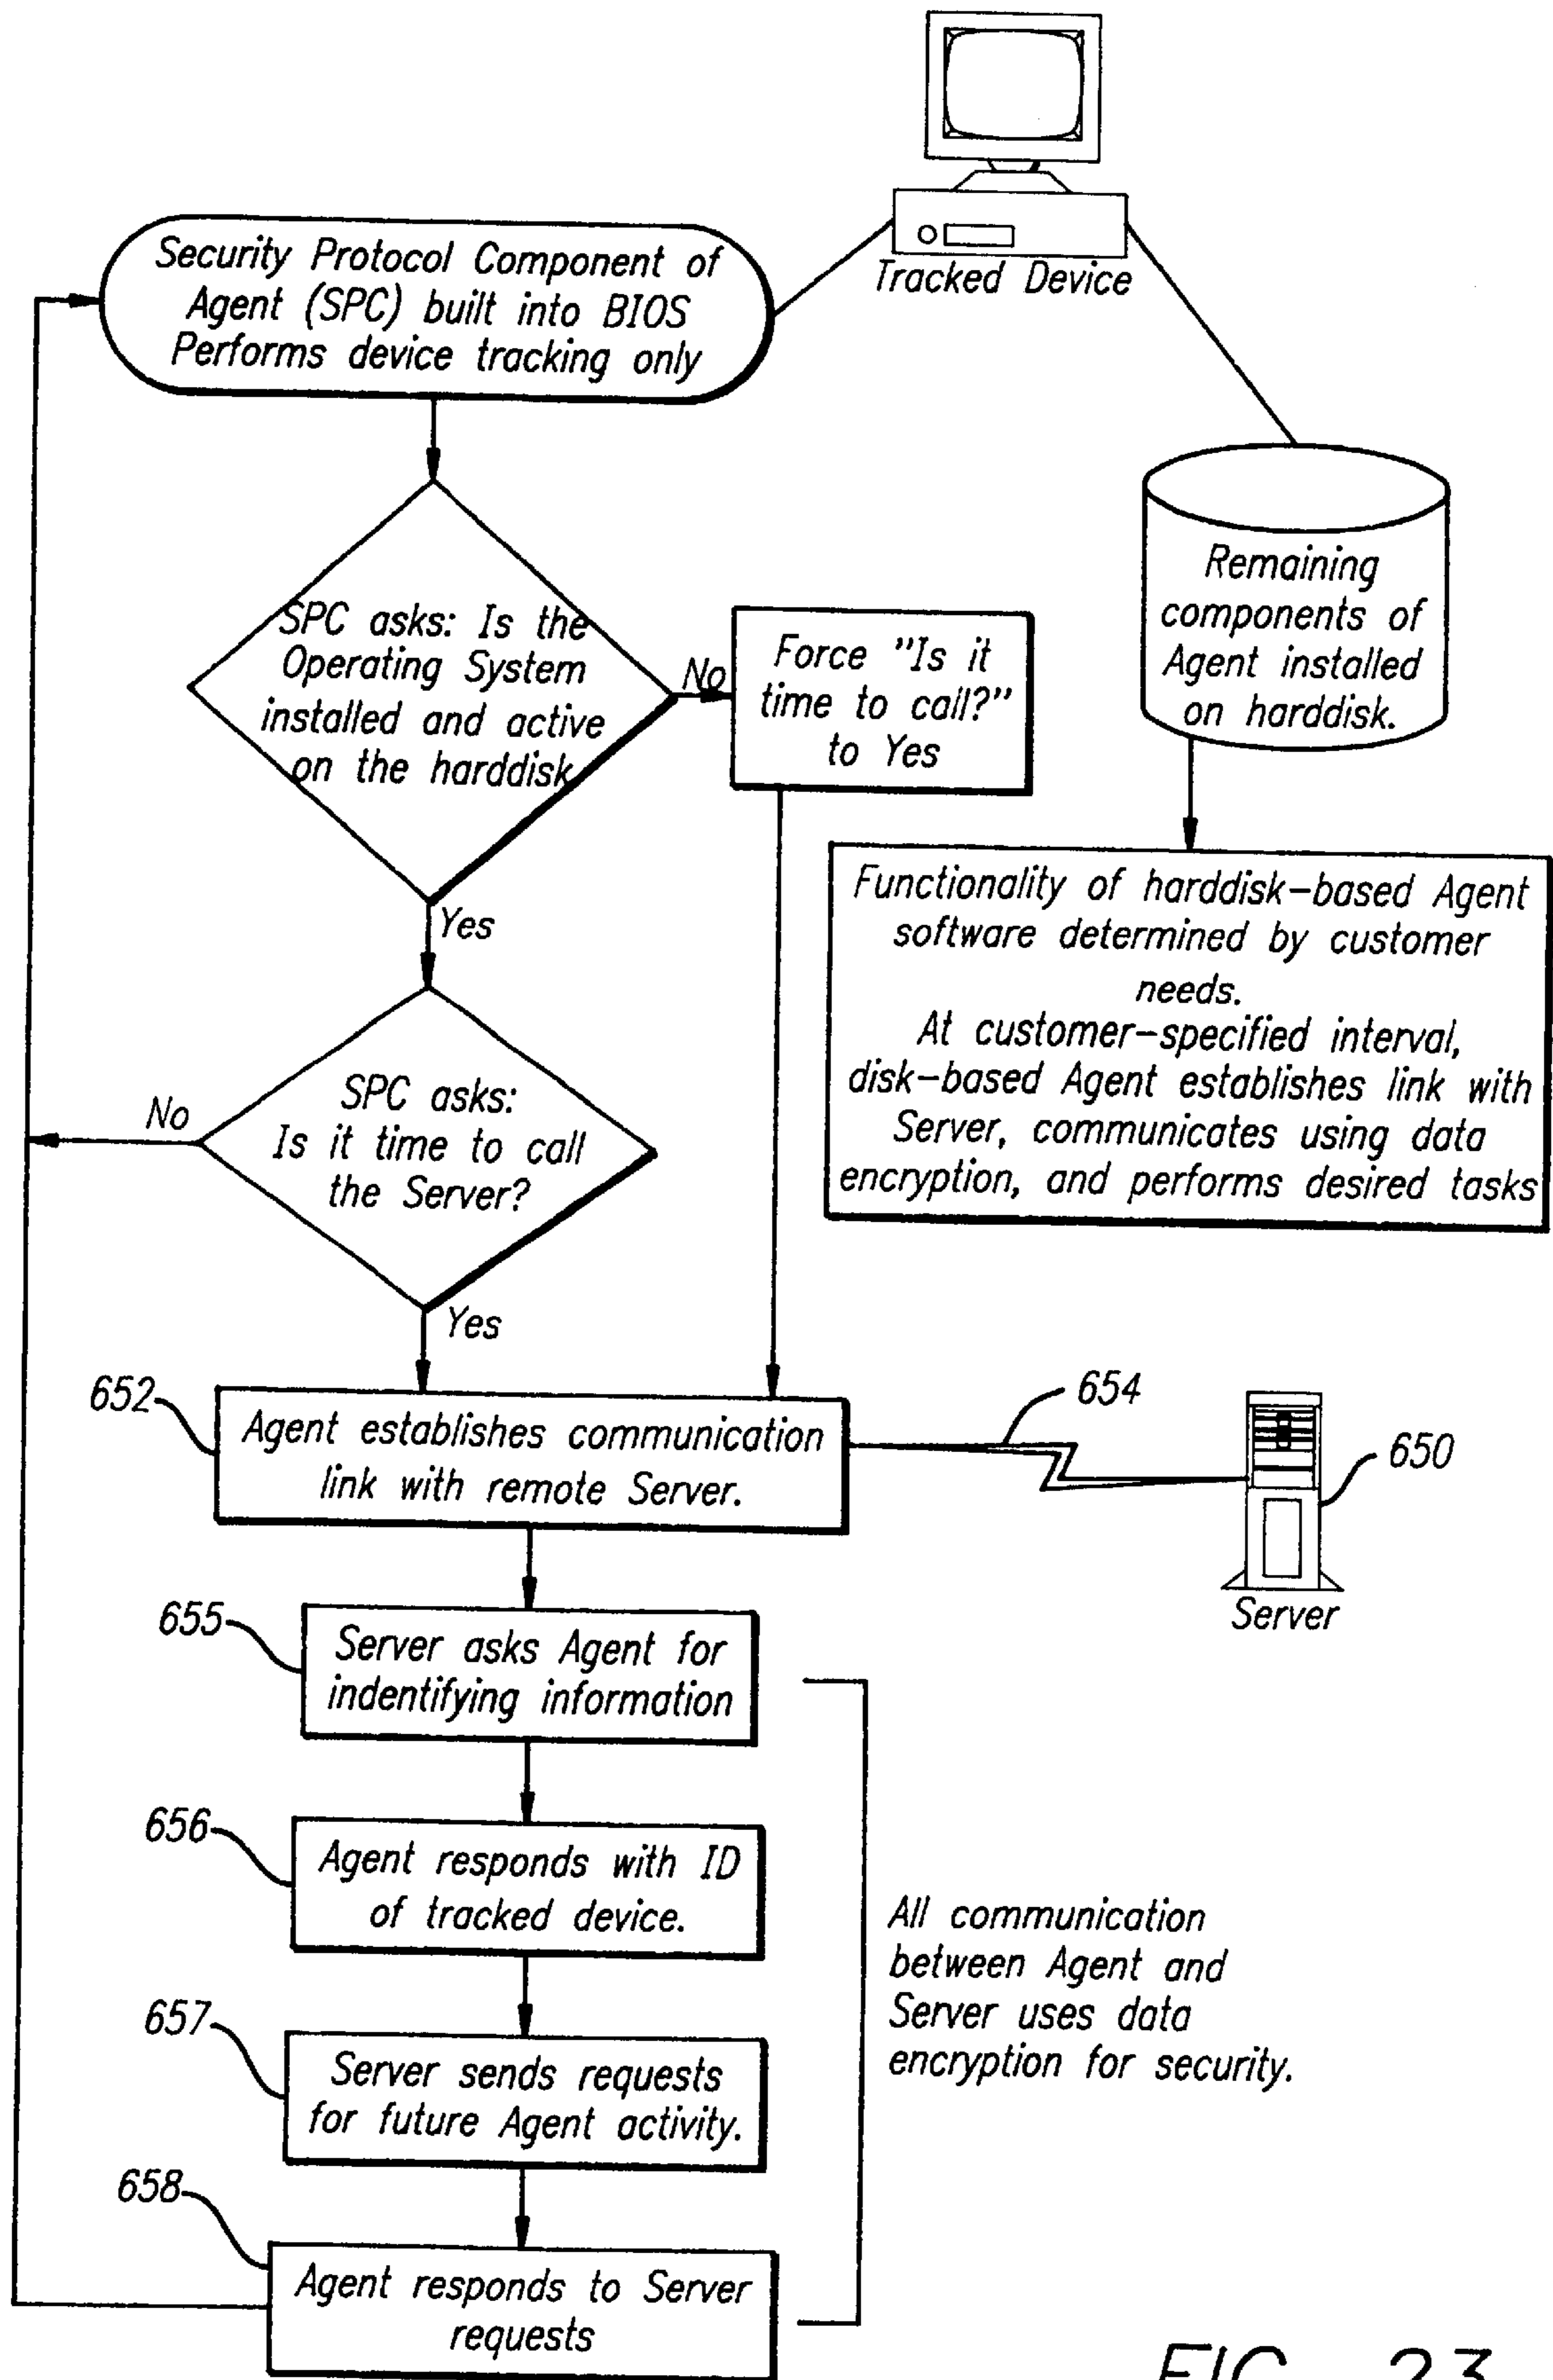 Tracked Device
Security Protocol Component of
Agent (SPC) built into BIOS
Performs device tracking only
SPC asks: Is the
Operating System
installed and active
on the harddisk
No
Force "Is it
time to call?"
to Yes
Remaining
components of
Agent installed
on harddisk.
Functionality of harddisk-based Agent
software determined by customer
needs.
At customer-specified interval,
disk-based Agent establishes link with
Server, communicates using data
encryption, and performs desired tasks
Yes
SPC asks:
Is it time to call
the Server?
No
Yes
652
Agent establishes communication
link with remote Server.
654
650
Server
655
Server asks Agent for
indentifying information
656
Agent responds with ID
of tracked device.
All communication
between Agent and
Server uses data
encryption for security.
657
Server sends requests
for future Agent activity.
658
Agent responds to Server
requests
FIG. 23